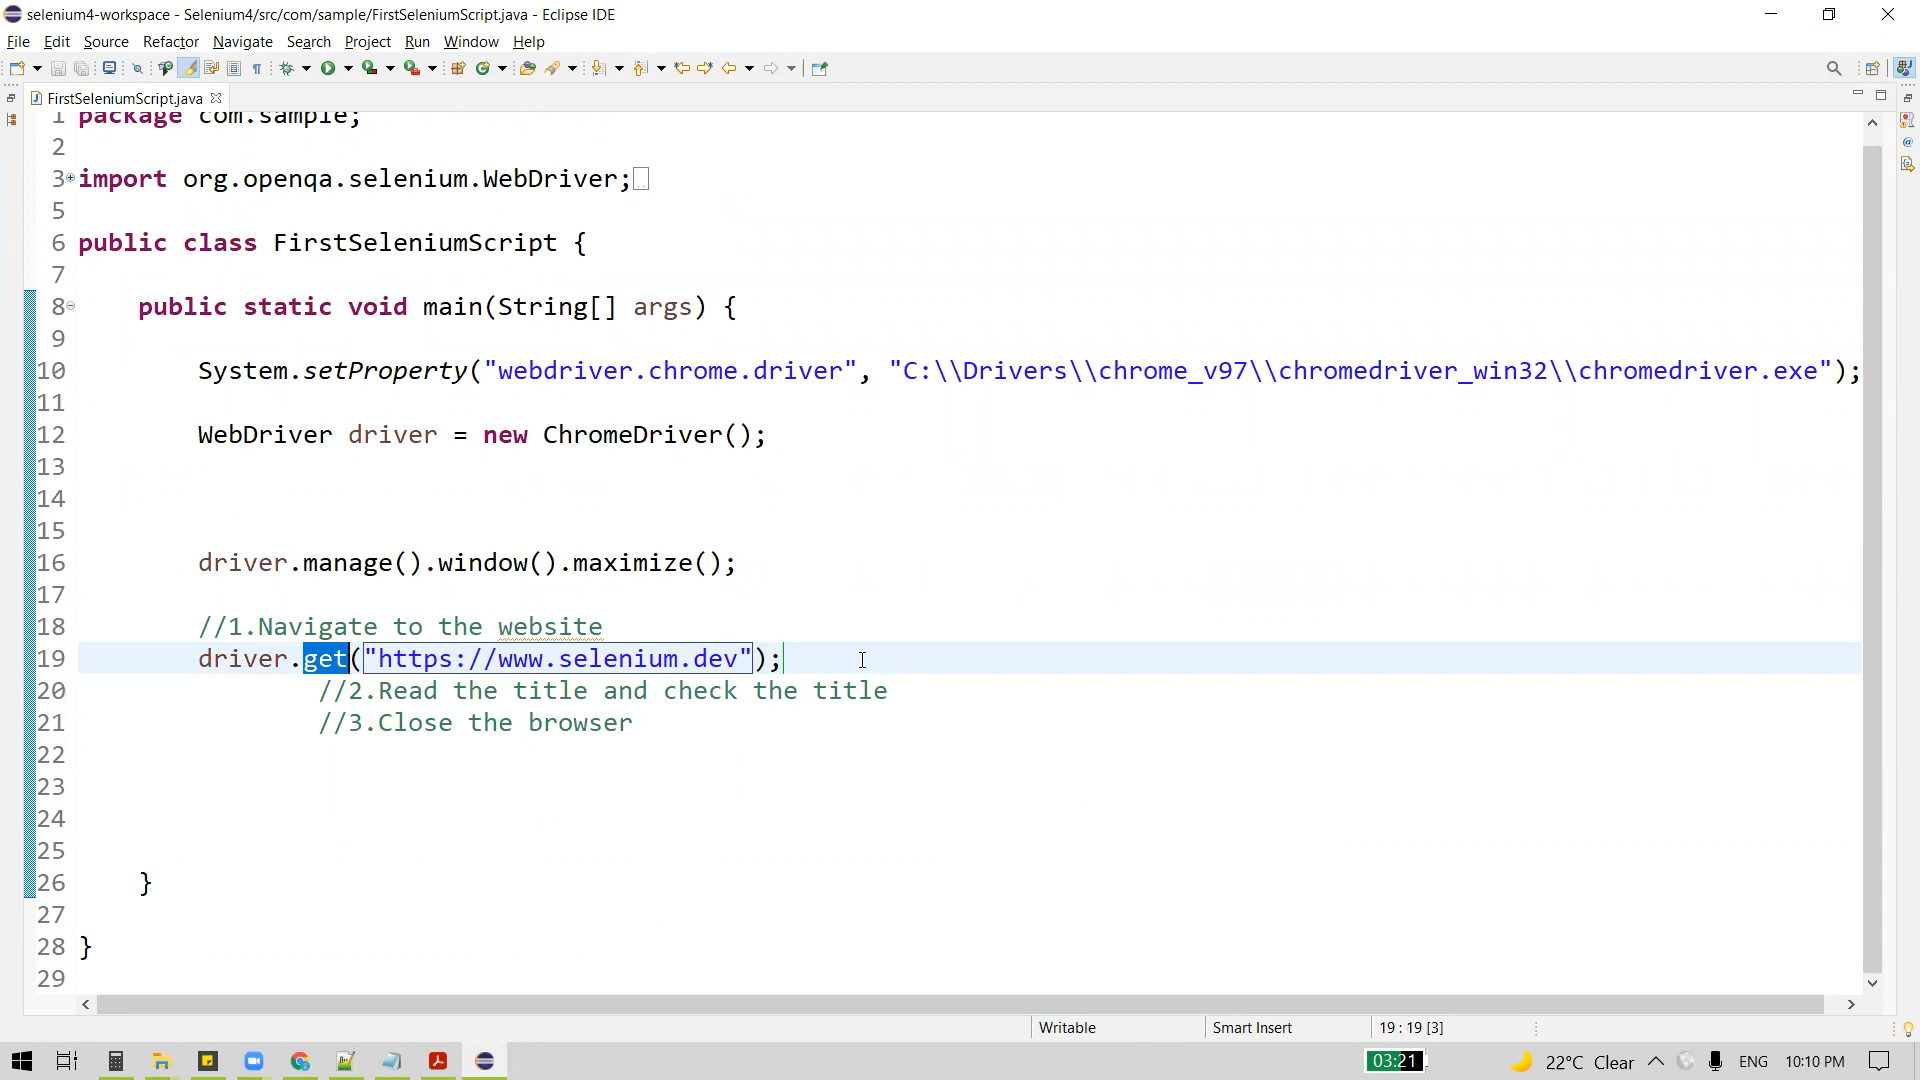 selenium4-workspace - Selenium4/src/com/sample/FirstSeleniumScript.java - Eclipse IDE
File Edit Source Refactor Navigate Search Project Run Window Help
FirstSeleniumScript.java
1 package com.sample;
2
3 import org.openqa.selenium.WebDriver;
5
6 public class FirstSeleniumScript {
7
8 public static void main(String[] args) {
9
10 System.setProperty("webdriver.chrome.driver", "C:\\Drivers\\chrome_v97\\chromedriver_win32\\chromedriver.exe");
11
12 WebDriver driver = new ChromeDriver();
13
14
15
16 driver.manage().window().maximize();
17
18 //1.Navigate to the website
19 driver.get("https://www.selenium.dev");
20 //2.Read the title and check the title
21 //3.Close the browser
22
23
24
25
26 }
27
28 }
29
Writable Smart Insert 19 : 19 [3]
03:21 22°C Clear ENG 10:10 PM